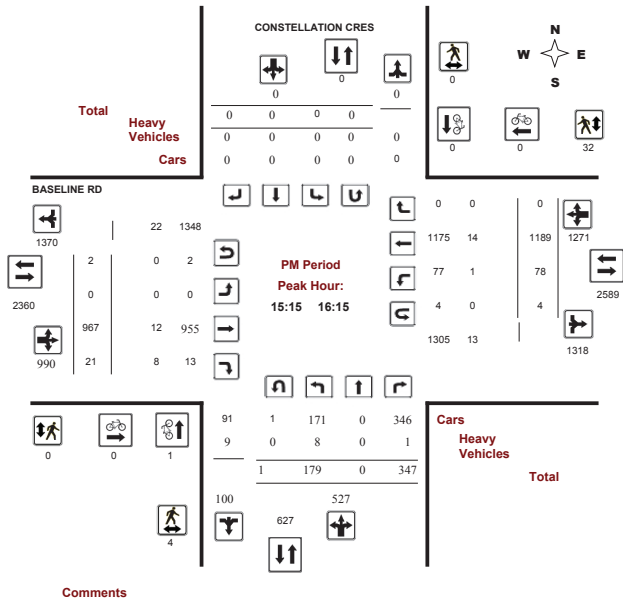 CONSTELLATION CRES
N
W E
S
0
0
0 0
Total 0 0 0 0
Heavy
Vehicles 0 0 0 0 0
Cars 0 0 0 0 0
0 0 32
BASELINE RD
1370 22 1348
2 0 2
2360
0 0 0
967 12 955
990 21 8 13
PM Period
Peak Hour:
15:15 16:15
0 0 0
1175 14 1189 1271
77 1 78
2589
4 0 4
1305 13
1318
91 1 171 0 346 Cars
9 0 8 0 1 Heavy
Vehicles
1 179 0 347 Total
0 0 1
100 527
627
4
Comments